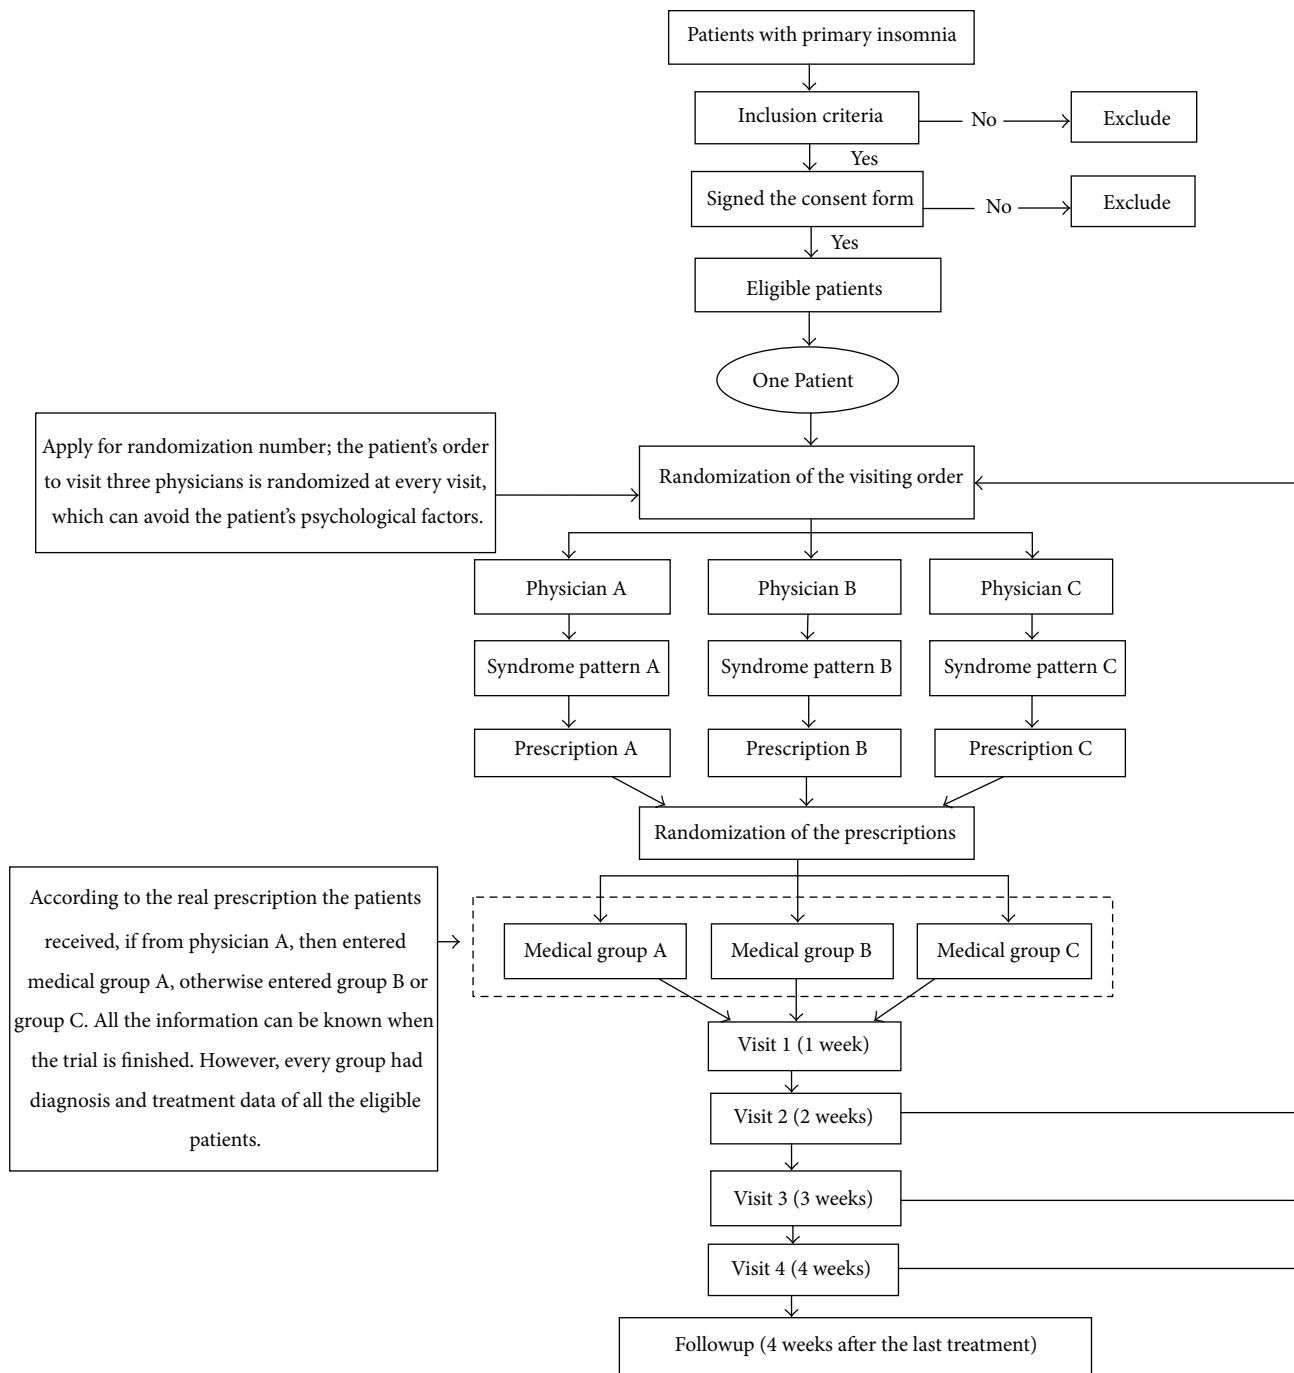 Patients with primary insomnia
Inclusion criteria
No
Exclude
Yes
Signed the consent form
No
Exclude
Yes
Eligible patients
One Patient
Apply for randomization number; the patient's order
to visit three physicians is randomized at every visit,
which can avoid the patient's psychological factors.
Randomization of the visiting order
Physician A
Physician B
Physician C
Syndrome pattern A
Syndrome pattern B
Syndrome pattern C
Prescription A
Prescription B
Prescription C
Randomization of the prescriptions
According to the real prescription the patients
received, if from physician A, then entered
medical group A, otherwise entered group B or
group C. All the information can be known when
the trial is finished. However, every group had
diagnosis and treatment data of all the eligible
patients.
Medical group A
Medical group B
Medical group C
Visit 1 (1 week)
Visit 2 (2 weeks)
Visit 3 (3 weeks)
Visit 4 (4 weeks)
Followup (4 weeks after the last treatment)